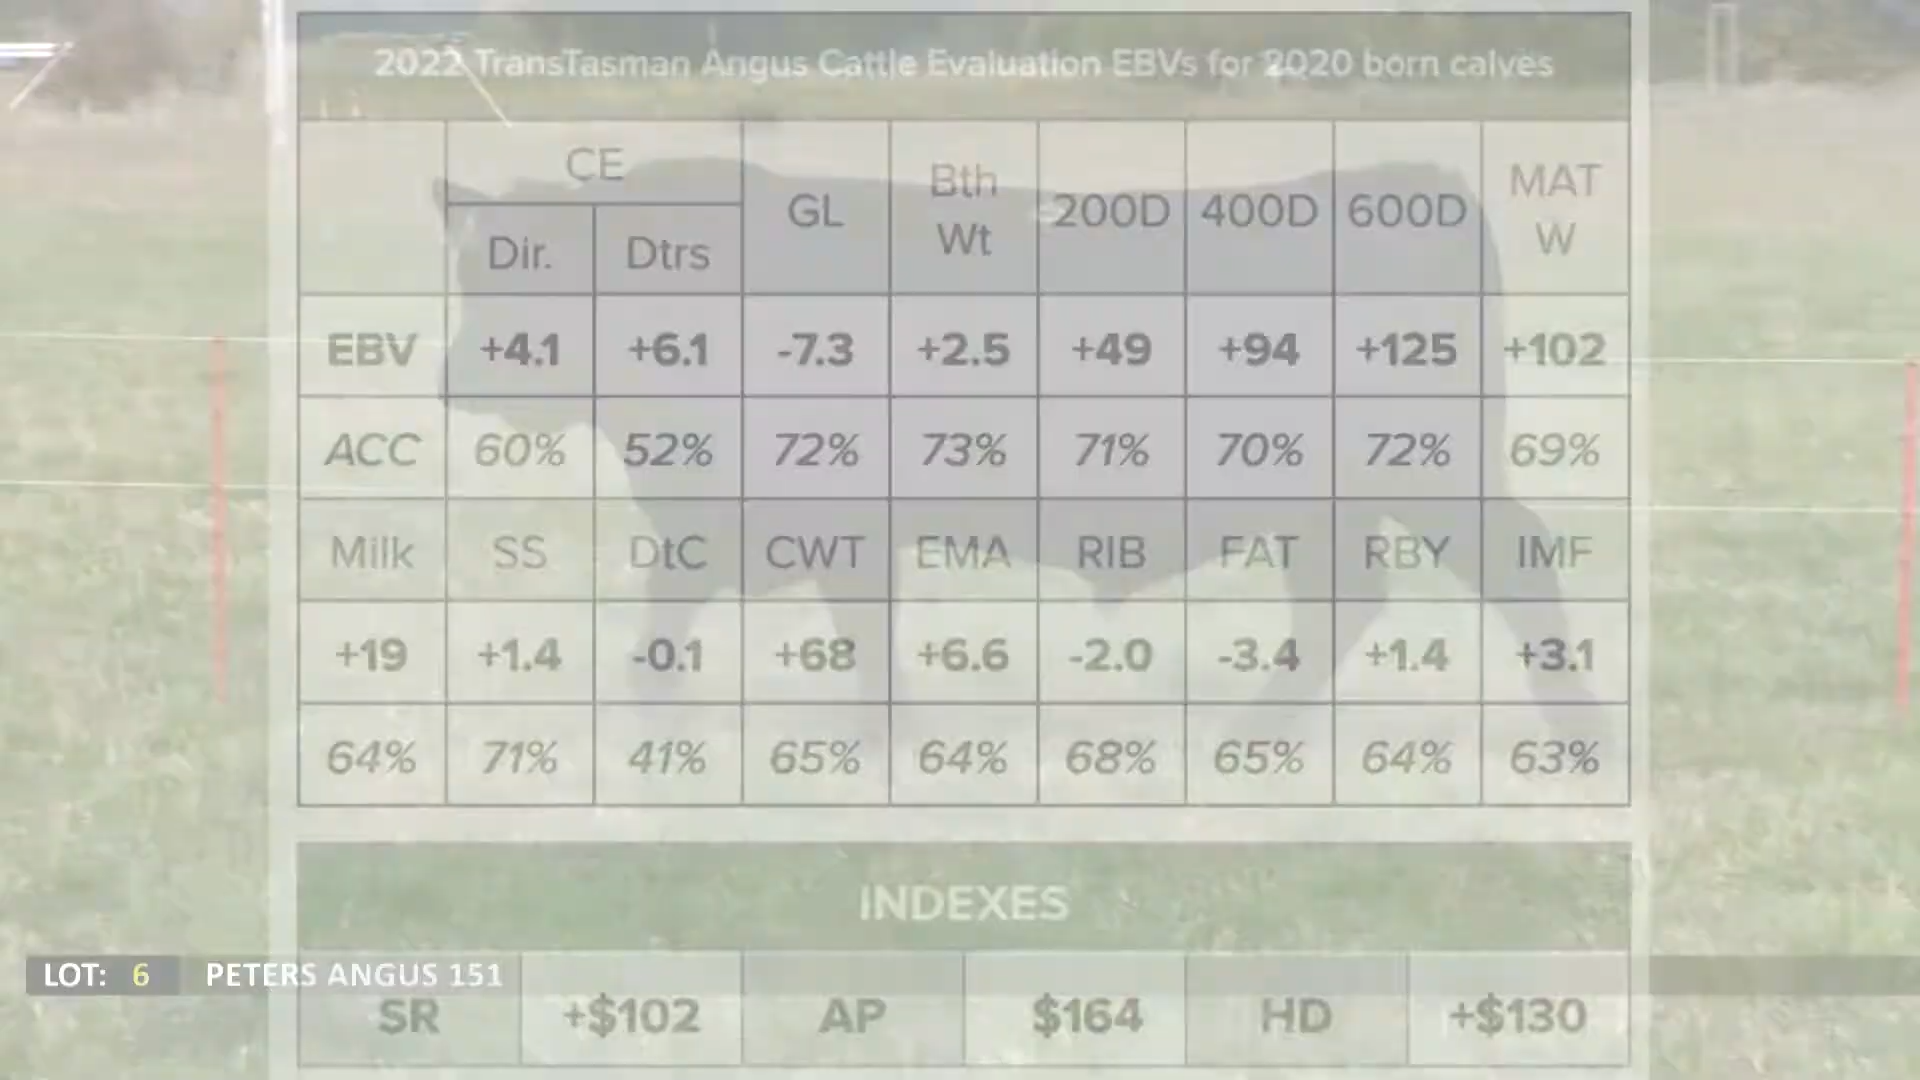 2022 TransTasman Angus Cattle Evaluation EBVs for 2020 born calves
CE GL Bth Wt 200D 400D 600D MAT W
Dir. Dtrs
EBV +4.1 +6.1 -7.3 +2.5 +49 +94 +125 +102
ACC 60% 52% 72% 73% 71% 70% 72% 69%
Milk SS DtC CWT EMA RIB FAT RBY IMF
+19 +1.4 -0.1 +68 +6.6 -2.0 -3.4 +1.4 +3.1
64% 71% 41% 65% 64% 68% 65% 64% 63%
INDEXES
LOT: 6 PETERS ANGUS 151
SR +$102 AP $164 HD +$130